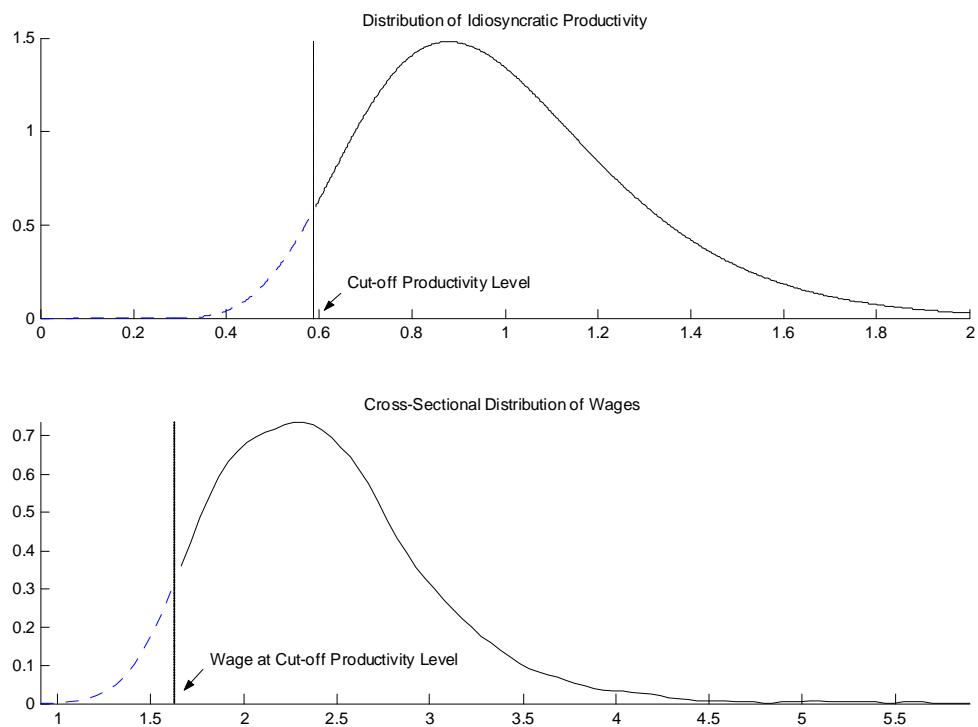 Distribution of Idiosyncratic Productivity
1.5
1
0.5
0
Cut-off Productivity Level
0 0.2 0.4 0.6 0.8 1 1.2 1.4 1.6 1.8 2
Cross-Sectional Distribution of Wages
0.7
0.6
0.5
0.4
0.3
0.2
0.1
0
Wage at Cut-off Productivity Level
1 1.5 2 2.5 3 3.5 4 4.5 5 5.5